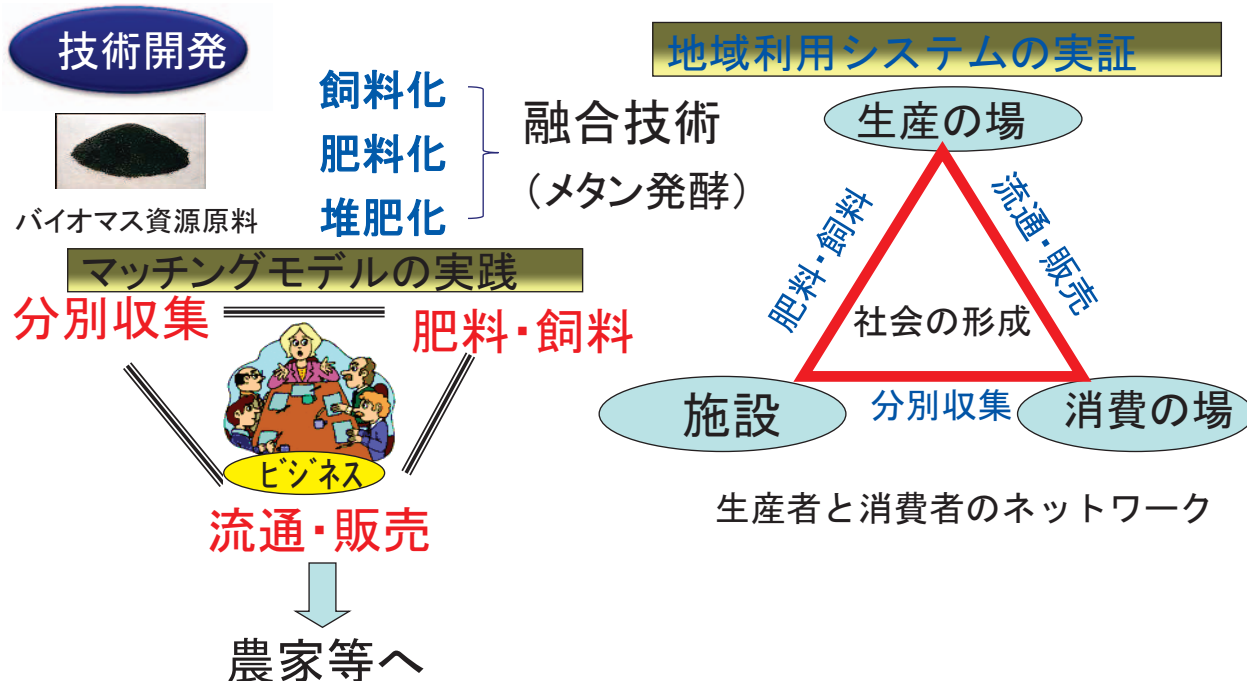 技術開発
バイオマス資源原料
飼料化
肥料化
堆肥化
融合技術
（メタン発酵）
マッチングモデルの実践
分別収集
肥料・飼料
ビジネス
流通・販売
農家等へ
地域利用システムの実証
生産の場
肥料・飼料
流通・販売
社会の形成
施設
分別収集
消費の場
生産者と消費者のネットワーク